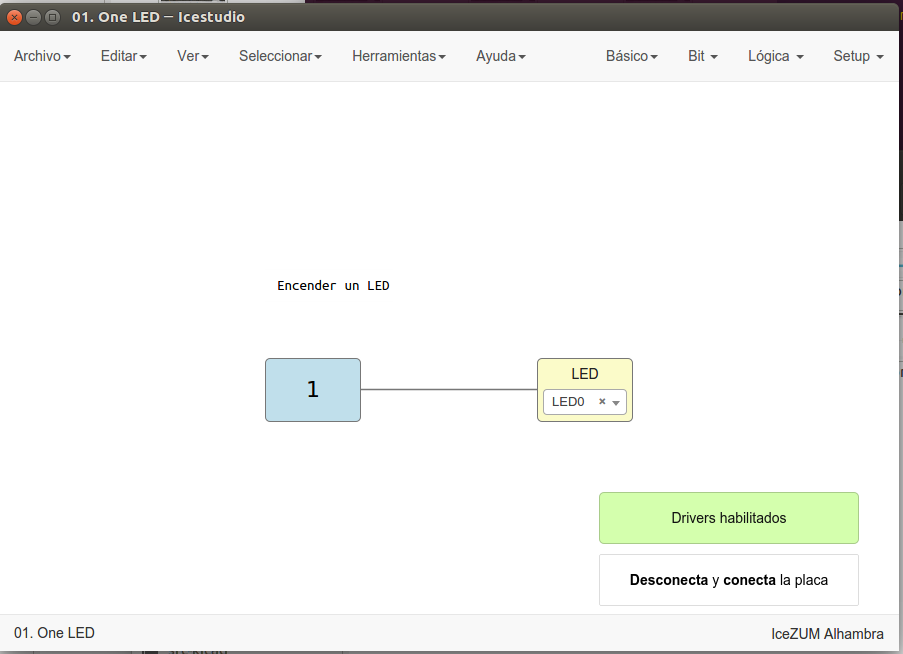 01. One LED – Icestudio
Archivo Editar Ver Seleccionar Herramientas Ayuda Básico Bit Lógica Setup
Encender un LED
1
LED
LED0
Drivers habilitados
Desconecta y conecta la placa
01. One LED IceZUM Alhambra